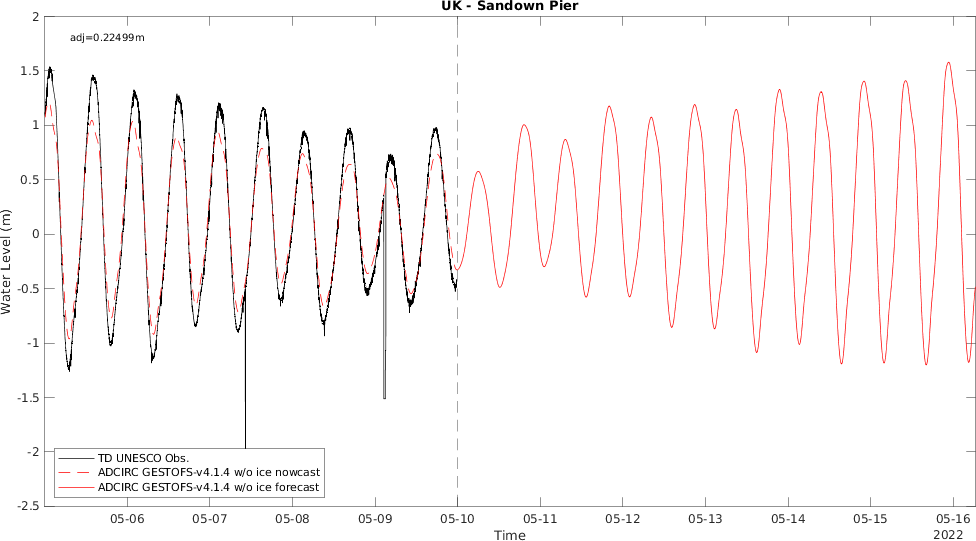 UK - Sandown Pier
adj=0.22499m
2
1.5
1
0.5
0
-0.5
-1
-1.5
-2
-2.5
Water Level (m)
TD UNESCO Obs.
ADCIRC GESTOFS-v4.1.4 w/o ice nowcast
ADCIRC GESTOFS-v4.1.4 w/o ice forecast
05-06 05-07 05-08 05-09 05-10 05-11 05-12 05-13 05-14 05-15 05-16
Time
2022